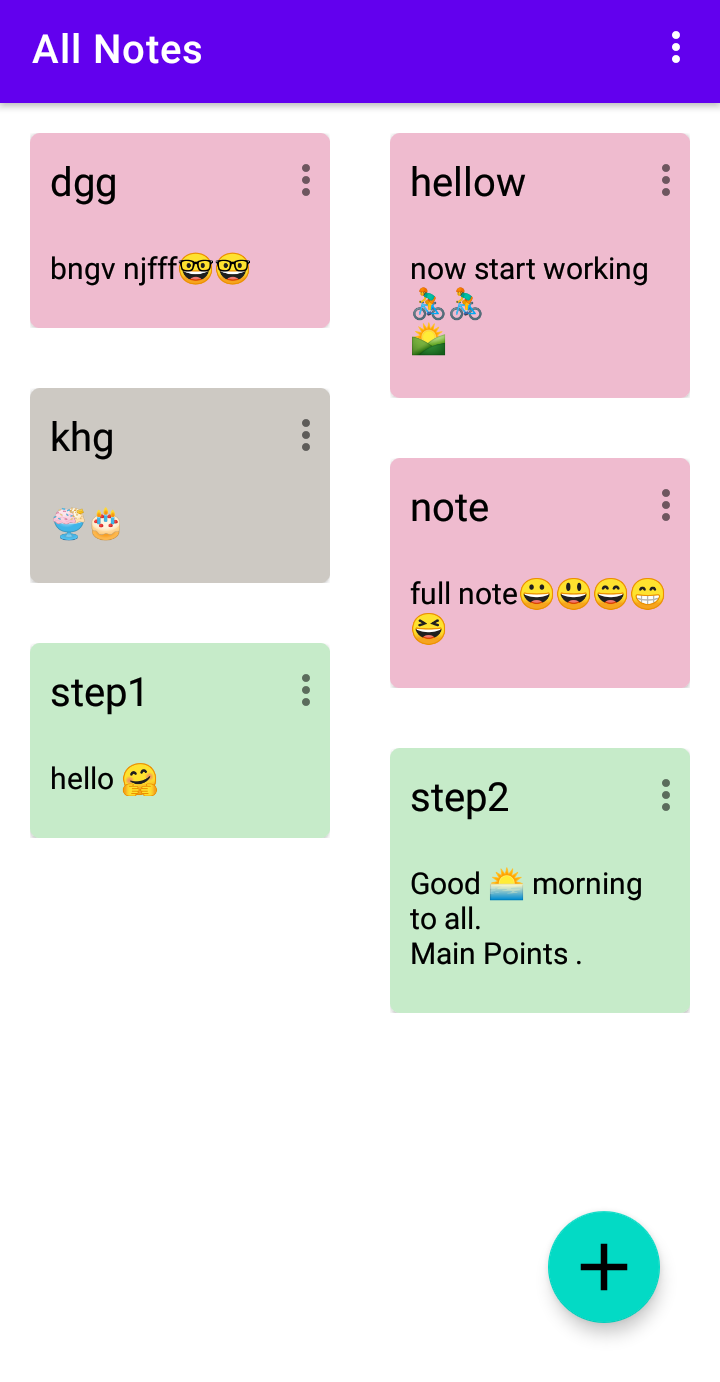 All Notes
dgg
bngv njfff🤓🤓
hellow
now start working
🚴‍♂️🚴‍♂️
🌄
khg
🍧🎂
note
full note😀😃😄😁
😆
step1
hello 🤗
step2
Good 🌅 morning
to all.
Main Points .